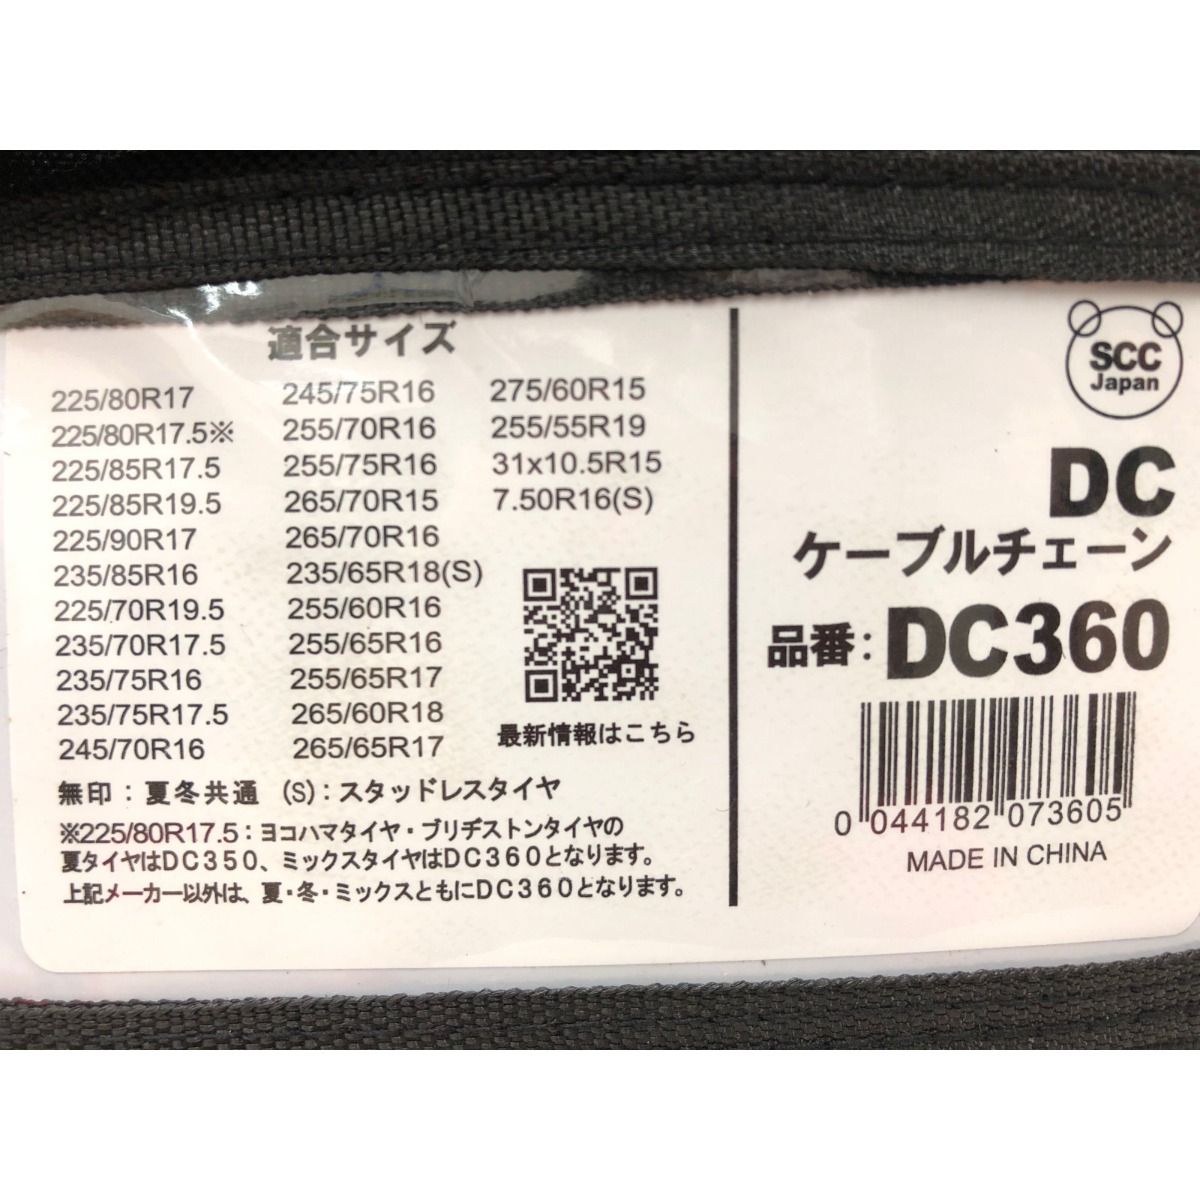 適合サイズ
225/80R17
225/80R17.5※
225/85R17.5
225/85R19.5
225/90R17
235/85R16
225/70R19.5
235/70R17.5
235/75R16
235/75R17.5
245/70R16
245/75R16
255/70R16
255/75R16
265/70R15
265/70R16
235/65R18(S)
255/60R16
255/65R16
255/65R17
265/60R18
265/65R17
275/60R15
255/55R19
31x10.5R15
7.50R16(S)
最新情報はこちら
無印：夏冬共通 (S)：スタッドレスタイヤ
※225/80R17.5：ヨコハマタイヤ・ブリヂストンタイヤの
夏タイヤはDC350、ミックスタイヤはDC360となります。
上記メーカー以外は、夏・冬・ミックスともにDC360となります。
SCC
Japan
DC
ケーブルチェーン
品番：DC360
0 044182 073605
MADE IN CHINA